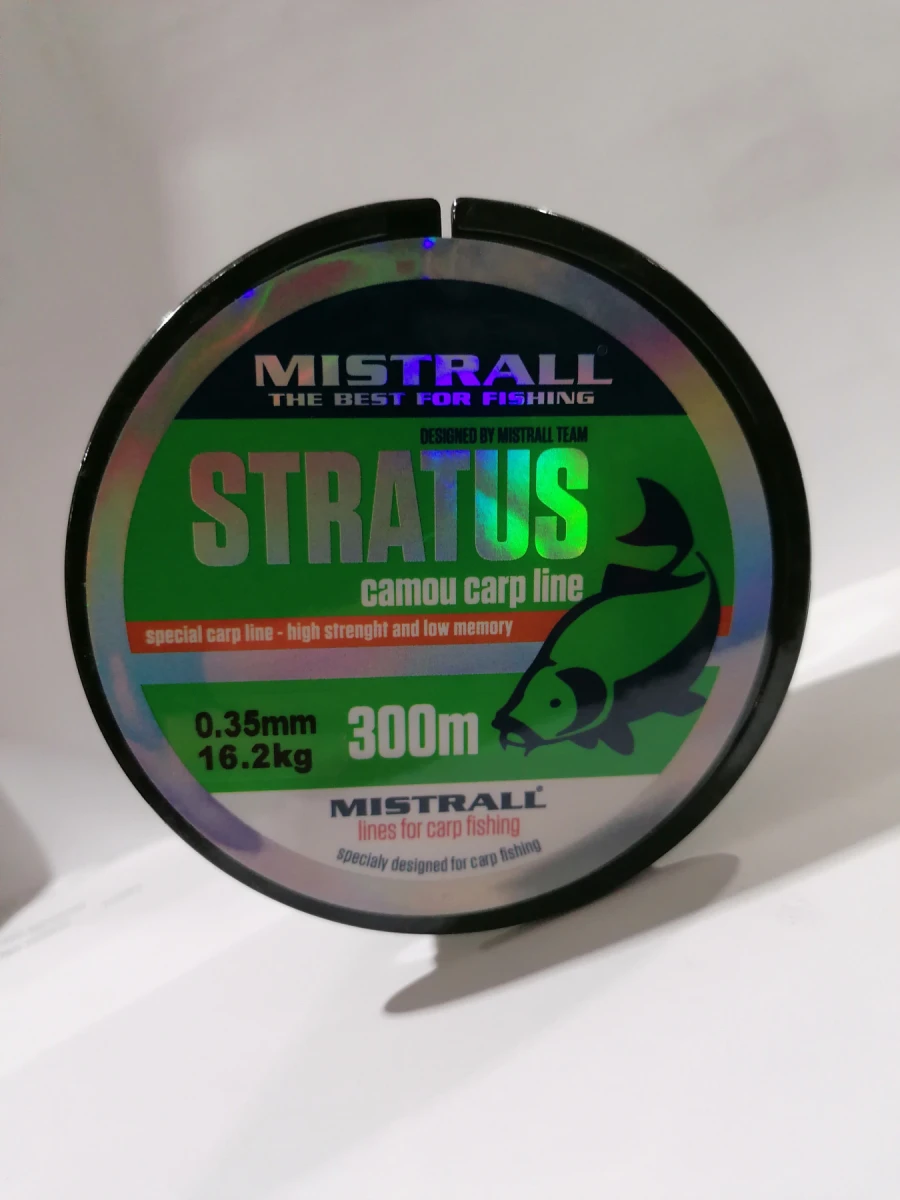 MISTRALL®
THE BEST FOR FISHING
DESIGNED BY MISTRALL TEAM
STRATUS
camou carp line
special carp line - high strenght and low memory
0.35mm
16.2kg
300m
MISTRALL®
lines for carp fishing
specialy designed for carp fishing